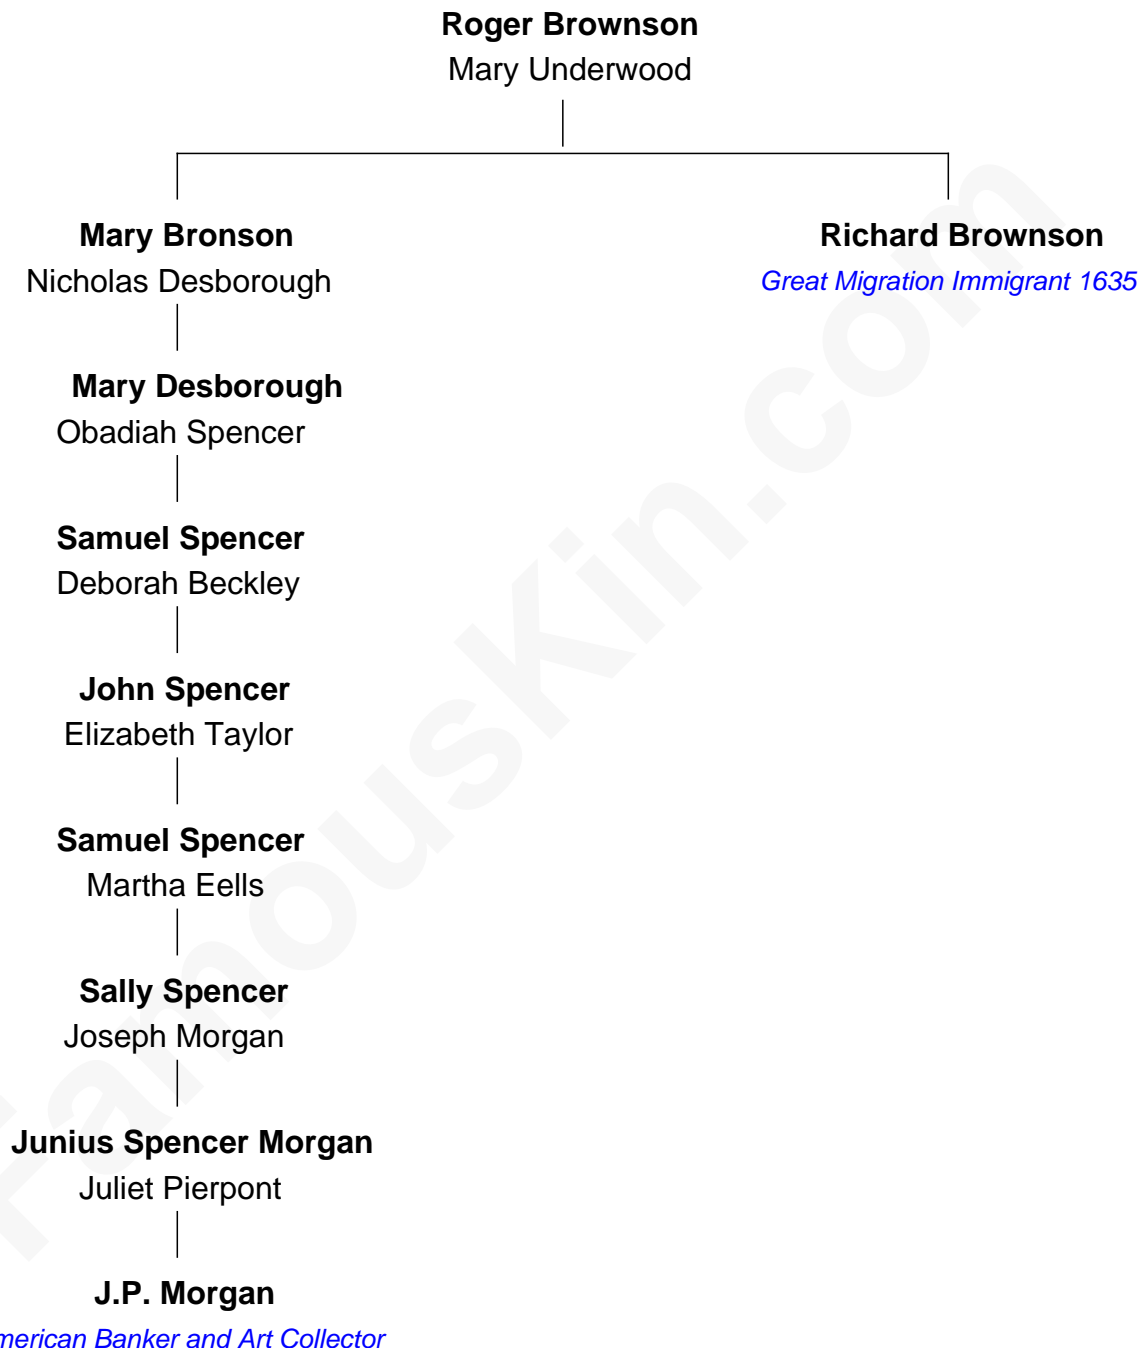 Roger Brownson
Mary Underwood
Mary Bronson
Nicholas Desborough
Richard Brownson
Great Migration Immigrant 1635
Mary Desborough
Obadiah Spencer
Samuel Spencer
Deborah Beckley
John Spencer
Elizabeth Taylor
Samuel Spencer
Martha Eells
Sally Spencer
Joseph Morgan
Junius Spencer Morgan
Juliet Pierpont
J.P. Morgan
merican Banker and Art Collector
FamousKin.com